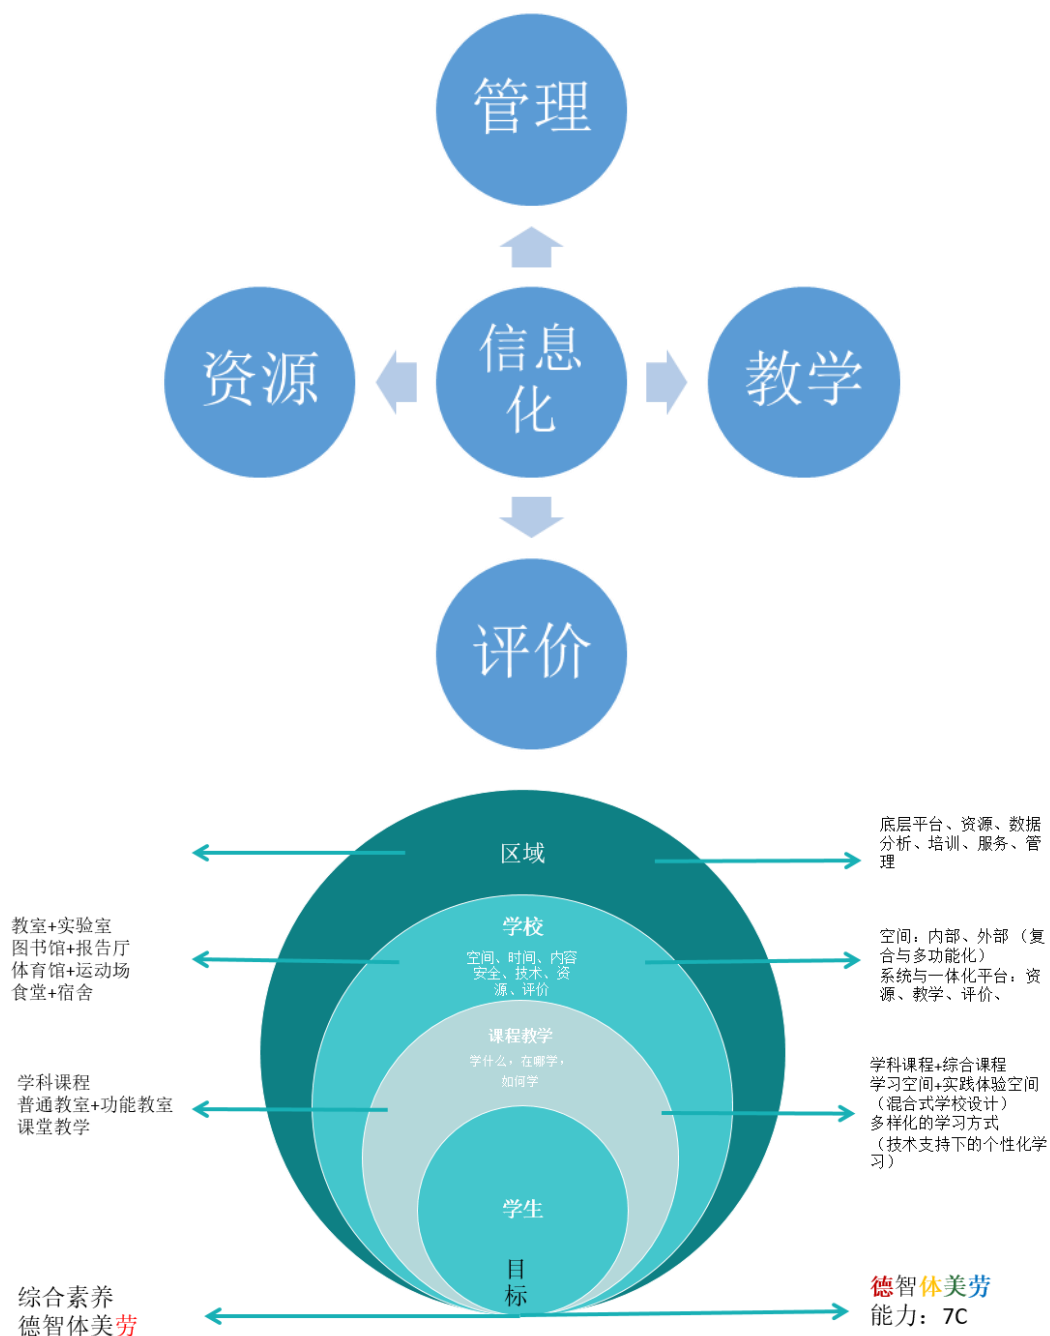 管理
资源
信息
化
教学
评价
区域
底层平台、资源、数据
分析、培训、服务、管
理
学校
空间、时间、内容
安全、技术、资
源、评价
教室+实验室
图书馆+报告厅
体育馆+运动场
食堂+宿舍
空间：内部、外部（复
合与多功能化）
系统与一体化平台：资
源、教学、评价、
课程教学
学什么，在哪学，
如何学
学科课程
普通教室+功能教室
课堂教学
学科课程+综合课程
学习空间+实践体验空间
（混合式学校设计）
多样化的学习方式
（技术支持下的个性化学
习）
学生
目
标
综合素养
德智体美劳
德智体美劳
能力：7C